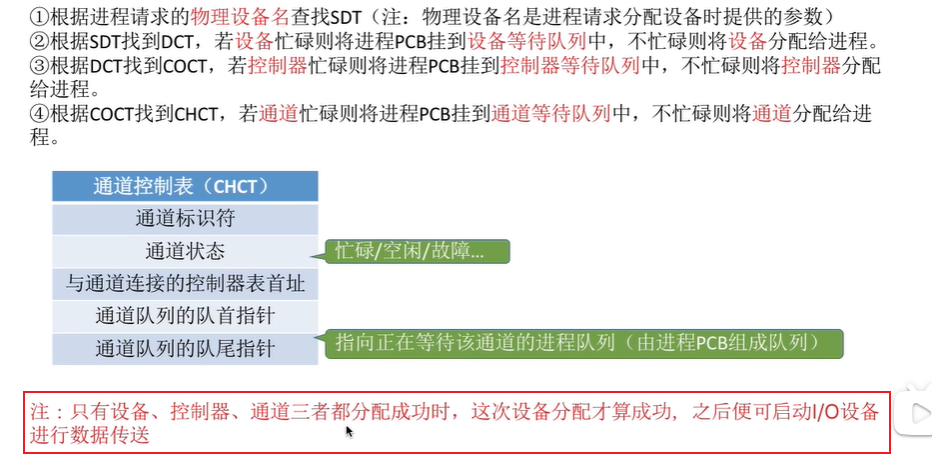 ①根据进程请求的物理设备名查找SDT（注：物理设备名是进程请求分配设备时提供的参数）
②根据SDT找到DCT，若设备忙碌则将进程PCB挂到设备等待队列中，不忙碌则将设备分配给进程。
③根据DCT找到COCT，若控制器忙碌则将进程PCB挂到控制器等待队列中，不忙碌则将控制器分配
给进程。
④根据COCT找到CHCT，若通道忙碌则将进程PCB挂到通道等待队列中，不忙碌则将通道分配给进
程。
通道控制表（CHCT）
通道标识符
通道状态
忙碌/空闲/故障...
与通道连接的控制器表首址
通道队列的队首指针
通道队列的队尾指针
指向正在等待该通道的进程队列（由进程PCB组成队列）
注：只有设备、控制器、通道三者都分配成功时，这次设备分配才算成功，之后便可启动I/O设备
进行数据传送